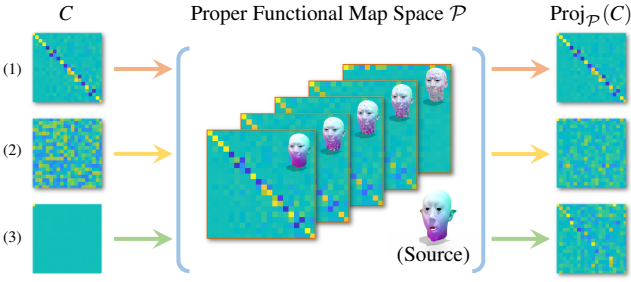 C
Proper Functional Map Space 𝒫
Proj𝒫(C)
(1)
(2)
(3)
(Source)